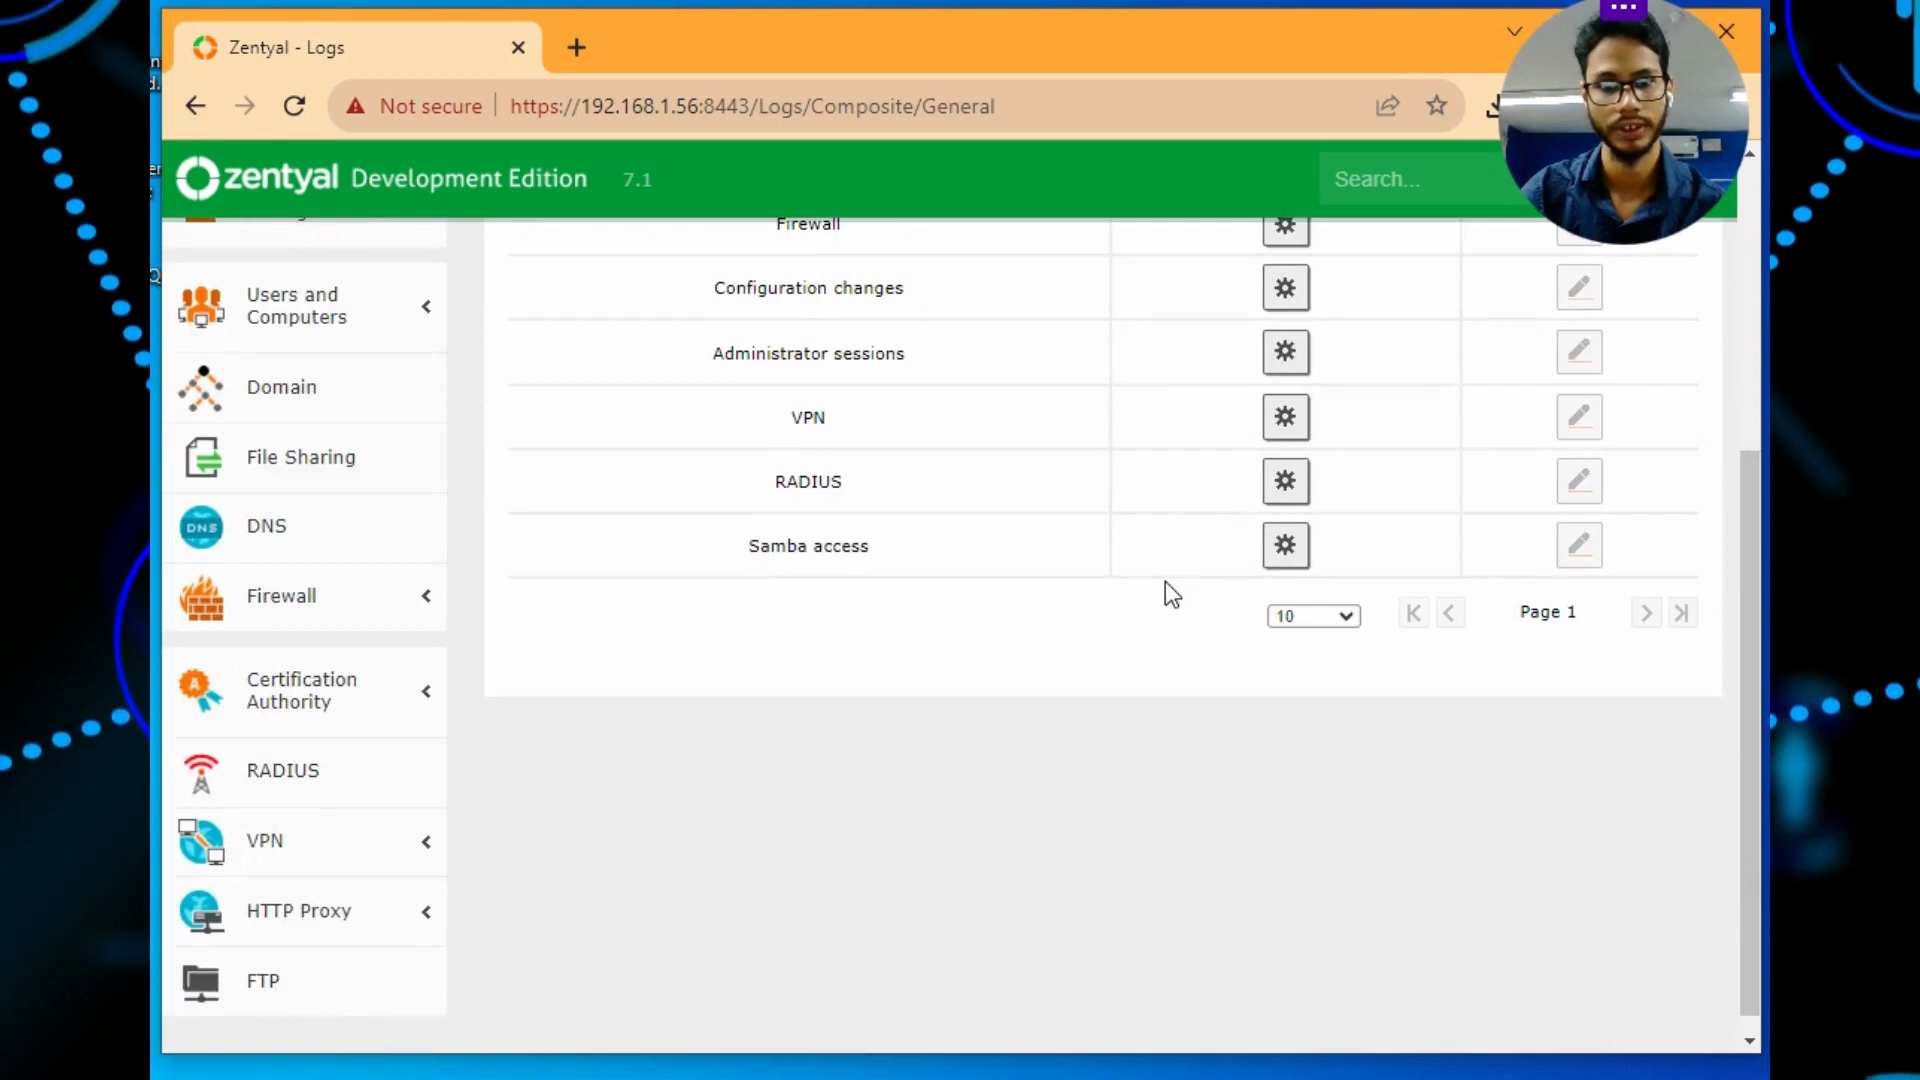 Zentyal - Logs
Not secure
https://192.168.1.56:8443/Logs/Composite/General
zentyal Development Edition 7.1
Search...
Firewall
Users and
Computers
Configuration changes
Administrator sessions
Domain
VPN
File Sharing
RADIUS
DNS
DNS
Samba access
Firewall
10
Page 1
A
Certification
Authority
RADIUS
VPN
HTTP Proxy
FTP